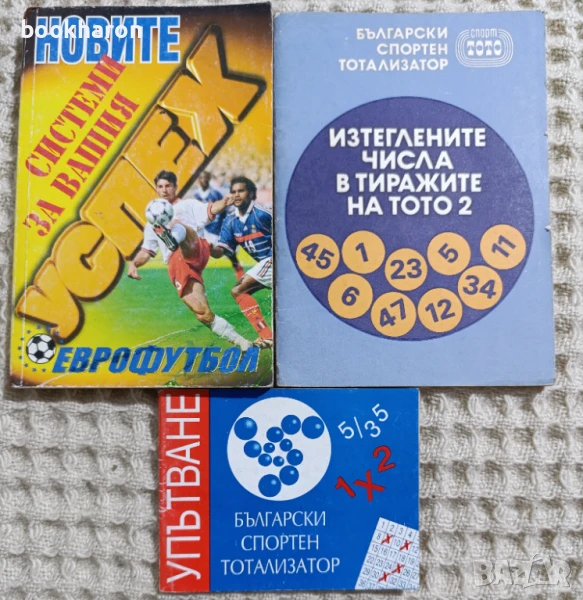 bookharon
НОВИТЕ
СИСТЕМИ
ЗА ВАШИЯ
УСПЕХ
ЕВРОФУТБОЛ
БЪЛГАРСКИ
СПОРТЕН
ТОТАЛИЗАТОР
спорт
ТОТО
ИЗТЕГЛЕНИТЕ
ЧИСЛА
В ТИРАЖИТЕ
НА ТОТО 2
45 1 23 5 11
6 47 12 34
УПЪТВАНЕ
5/35
1X2
БЪЛГАРСКИ
СПОРТЕН
ТОТАЛИЗАТОР
bazar